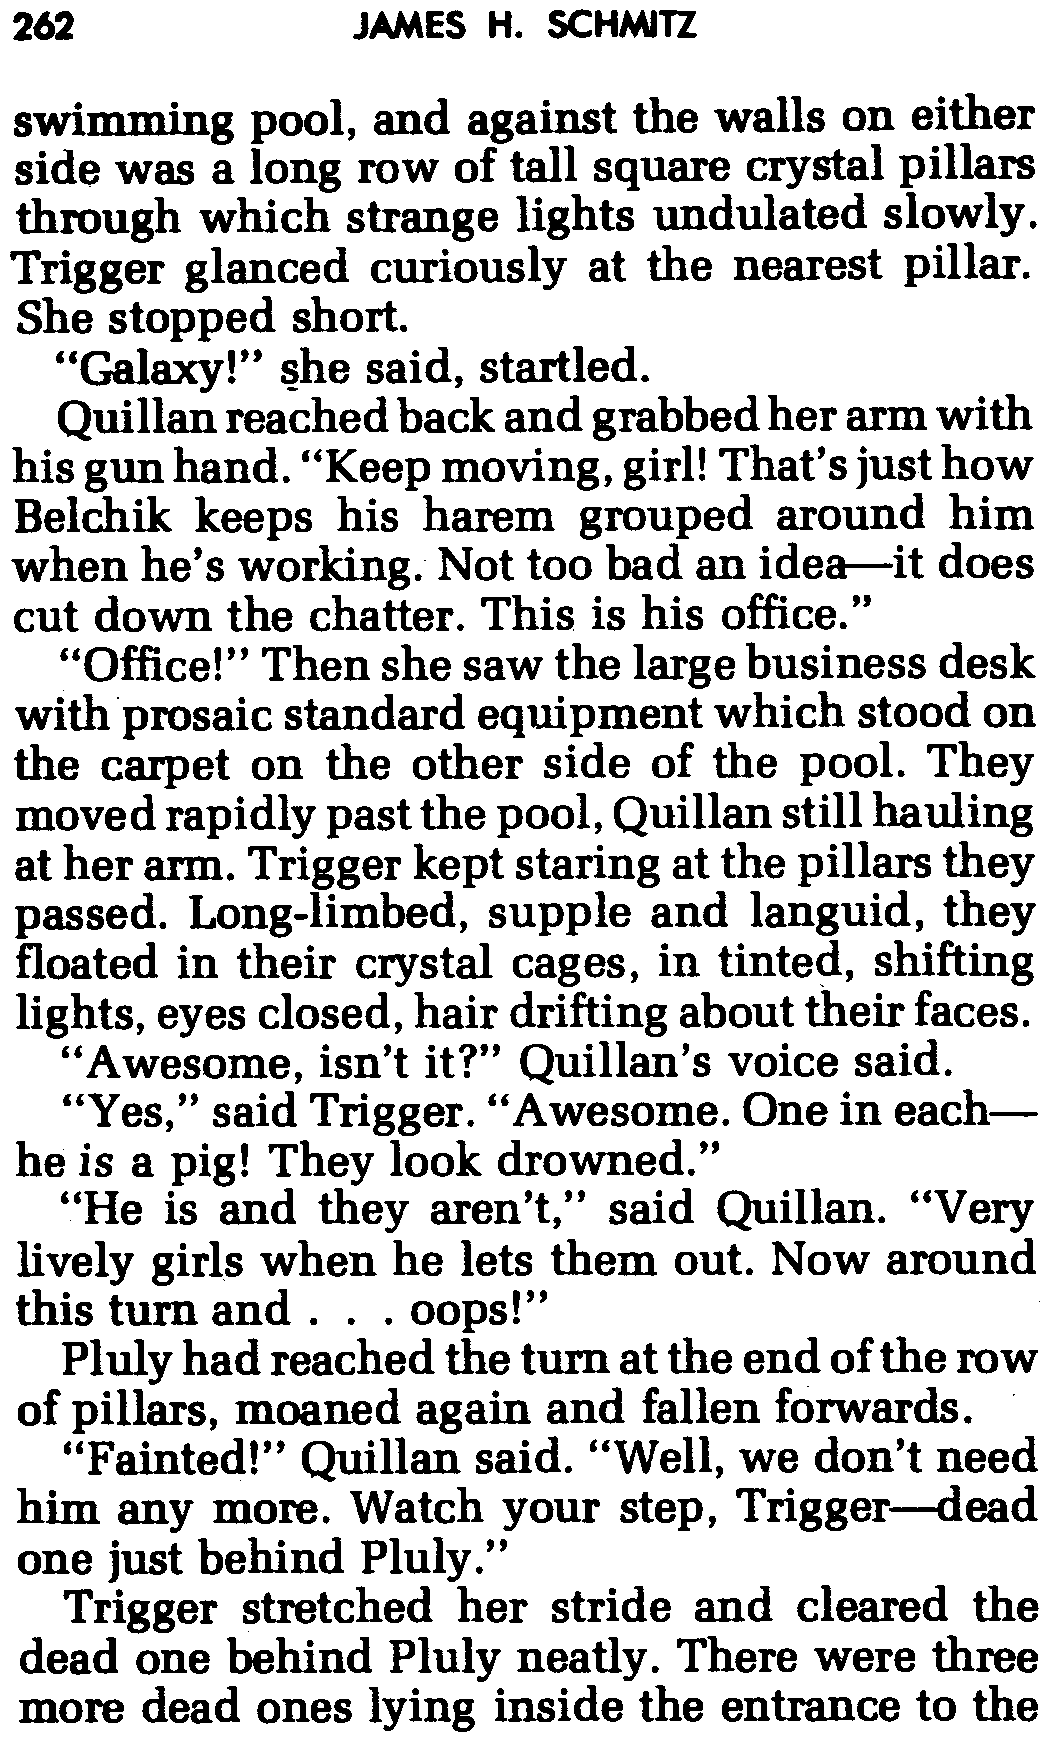 262 JAMES H. SCHMITZ
swimming pool, and against the walls on either
side was a long row of tall square crystal pillars
through which strange lights undulated slowly.
Trigger glanced curiously at the nearest pillar.
She stopped short.
“Galaxy!” she said, startled.
Quillan reached back and grabbed her arm with
his gun hand. “Keep moving, girl! That’s just how
Belchik keeps his harem grouped around him
when he’s working. Not too bad an idea—it does
cut down the chatter. This is his office.”
“Office!” Then she saw the large business desk
with prosaic standard equipment which stood on
the carpet on the other side of the pool. They
moved rapidly past the pool, Quillan still hauling
at her arm. Trigger kept staring at the pillars they
passed. Long-limbed, supple and languid, they
floated in their crystal cages, in tinted, shifting
lights, eyes closed, hair drifting about their faces.
“Awesome, isn’t it?” Quillan’s voice said.
“Yes,” said Trigger. “Awesome. One in each—
he is a pig! They look drowned.”
“He is and they aren’t,” said Quillan. “Very
lively girls when he lets them out. Now around
this turn and . . . oops!”
Pluly had reached the turn at the end of the row
of pillars, moaned again and fallen forwards.
“Fainted!” Quillan said. “Well, we don’t need
him any more. Watch your step, Trigger—dead
one just behind Pluly.”
Trigger stretched her stride and cleared the
dead one behind Pluly neatly. There were three
more dead ones lying inside the entrance to the